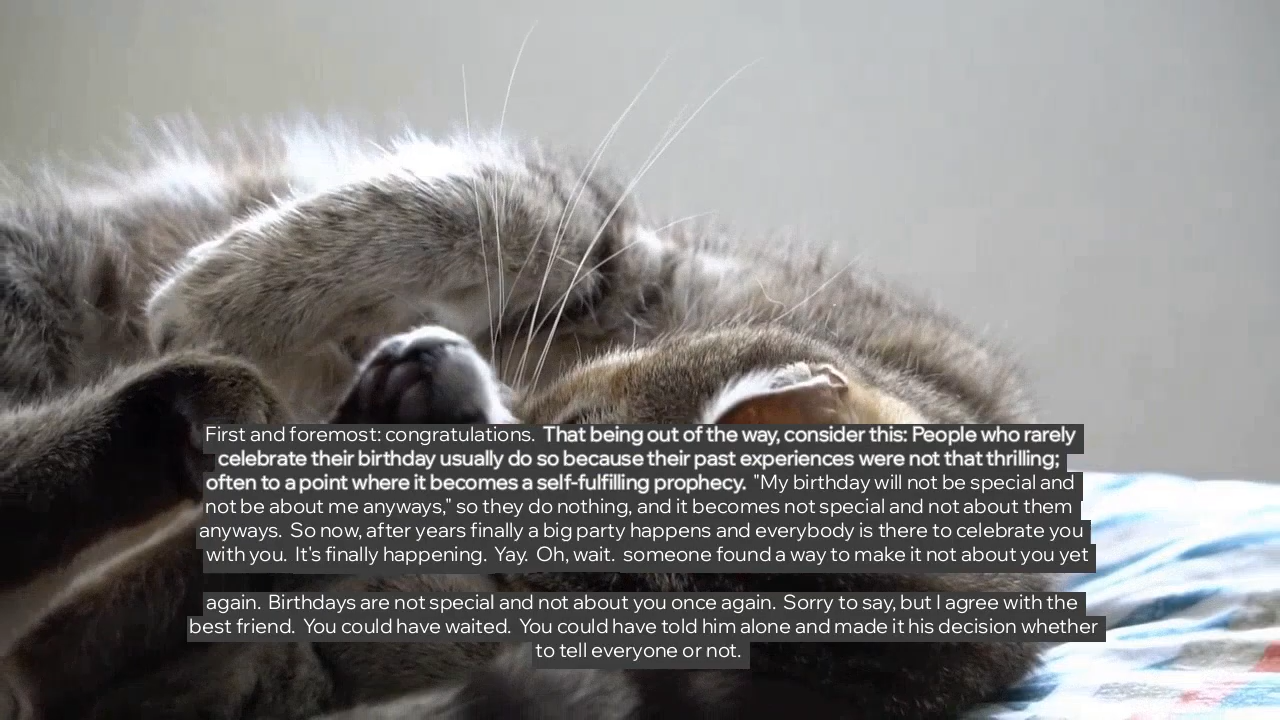 First and foremost: congratulations. That being out of the way, consider this: People who rarely
celebrate their birthday usually do so because their past experiences were not that thrilling;
often to a point where it becomes a self-fulfilling prophecy. "My birthday will not be special and
not be about me anyways," so they do nothing, and it becomes not special and not about them
anyways. So now, after years finally a big party happens and everybody is there to celebrate you
with you. It's finally happening. Yay. Oh, wait. someone found a way to make it not about you yet
again. Birthdays are not special and not about you once again. Sorry to say, but I agree with the
best friend. You could have waited. You could have told him alone and made it his decision whether
to tell everyone or not.